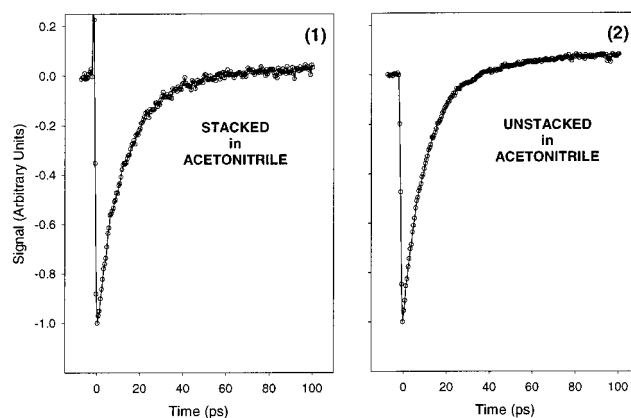 (1)
(2)
0.2
0.0
-0.2
-0.4
-0.6
-0.8
-1.0
Signal (Arbitrary Units)
STACKED
in
ACETONITRILE
UNSTACKED
in
ACETONITRILE
0 20 40 60 80 100
0 20 40 60 80 100
Time (ps)
Time (ps)